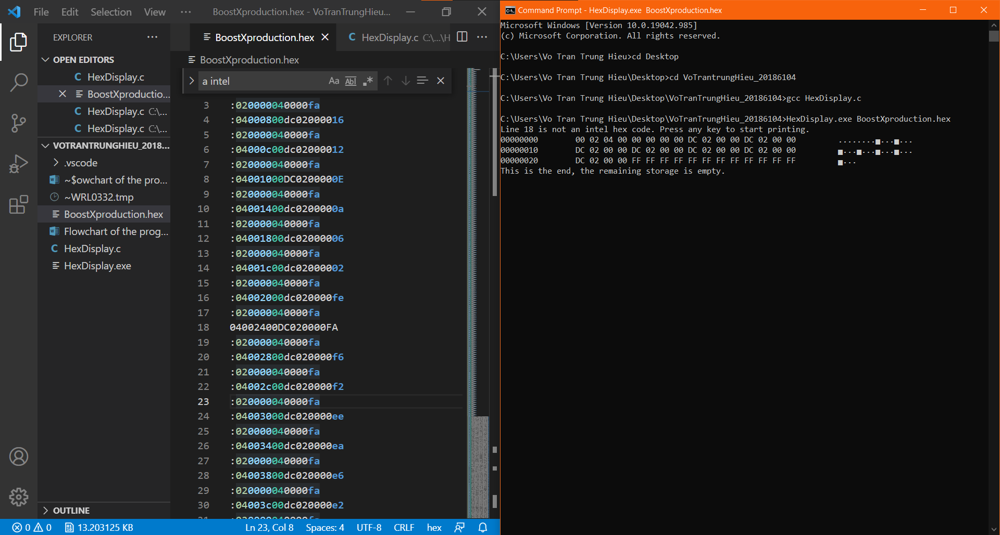 File Edit Selection View ··· BoostXproduction.hex - VoTranTrungHieu...
EXPLORER ···
OPEN EDITORS
C HexDisplay.c
BoostXproductio...
C HexDisplay.c C:\...
C HexDisplay.c C:\...
VOTRANTRUNGHIEU_2018...
.vscode
~$owchart of the pro...
~WRL0332.tmp
BoostXproduction.hex
Flowchart of the prog...
C HexDisplay.c
HexDisplay.exe
OUTLINE
BoostXproduction.hex C HexDisplay.c C:\...\H ···
BoostXproduction.hex
a intel Aa Abl .*
3 :020000040000fa
4 :04000800dc02000016
5 :020000040000fa
6 :04000c00dc02000012
7 :020000040000fa
8 :04001000DC0200000E
9 :020000040000fa
10 :04001400dc0200000a
11 :020000040000fa
12 :04001800dc02000006
13 :020000040000fa
14 :04001c00dc02000002
15 :020000040000fa
16 :04002000dc020000fe
17 :020000040000fa
18 04002400DC020000FA
19 :020000040000fa
20 :04002800dc020000f6
21 :020000040000fa
22 :04002c00dc020000f2
23 :020000040000fa
24 :04003000dc020000ee
25 :020000040000fa
26 :04003400dc020000ea
27 :020000040000fa
28 :04003800dc020000e6
29 :020000040000fa
30 :04003c00dc020000e2
31 :020000040000fa
0 0 13.203125 KB Ln 23, Col 8 Spaces: 4 UTF-8 CRLF hex
Command Prompt - HexDisplay.exe BoostXproduction.hex
Microsoft Windows [Version 10.0.19042.985]
(c) Microsoft Corporation. All rights reserved.
C:\Users\Vo Tran Trung Hieu>cd Desktop
C:\Users\Vo Tran Trung Hieu\Desktop>cd VoTrantrungHieu_20186104
C:\Users\Vo Tran Trung Hieu\Desktop\VoTranTrungHieu_20186104>gcc HexDisplay.c
C:\Users\Vo Tran Trung Hieu\Desktop\VoTranTrungHieu_20186104>HexDisplay.exe BoostXproduction.hex
Line 18 is not an intel hex code. Press any key to start printing.
00000000 00 02 04 00 00 00 00 00 DC 02 00 00 DC 02 00 00 ........■...■...
00000010 DC 02 00 00 DC 02 00 00 DC 02 00 00 DC 02 00 00 ■...■...■...■...
00000020 DC 02 00 00 FF FF FF FF FF FF FF FF FF FF FF FF ■...
This is the end, the remaining storage is empty.